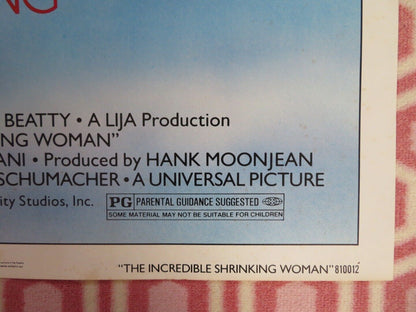 NG
BEATTY • A LIJA Production
NG WOMAN"
ANI • Produced by HANK MOONJEAN
SCHUMACHER • A UNIVERSAL PICTURE
ity Studios, Inc.
PG PARENTAL GUIDANCE SUGGESTED
SOME MATERIAL MAY NOT BE SUITABLE FOR CHILDREN
"THE INCREDIBLE SHRINKING WOMAN" 810012